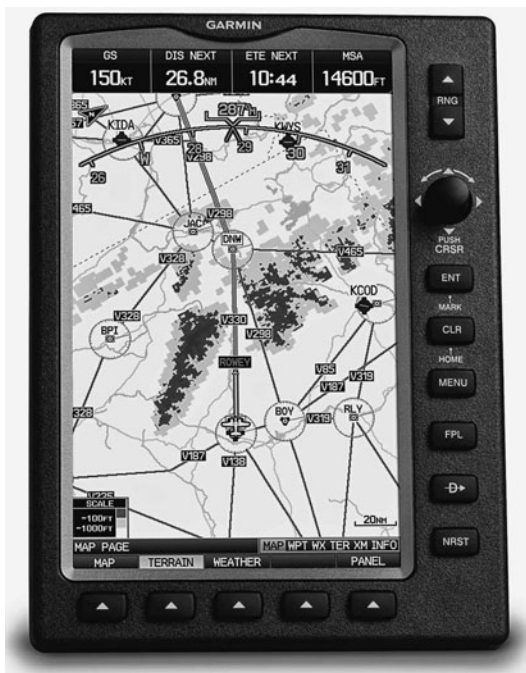 GARMIN
GS DIS NEXT ETE NEXT MSA
150KT 26.8NM 10:44 14600FT
RNG
287°M
KIDA
V365
KWYS
W 28 29 30 31
V298
26
V465
V298
JAC
DNW
V328
V465
KCOD
V328
BPI
V330
V298
V85
V187
V319
ROWEY
328
BOY
RLY
V319
V187
V138
SCALE
-100FT
-1000FT
20NM
MAP PAGE MAP WPT WX TER XM INFO
MAP TERRAIN WEATHER PANEL
PUSH
CRSR
ENT
MARK
CLR
HOME
MENU
FPL
D
NRST